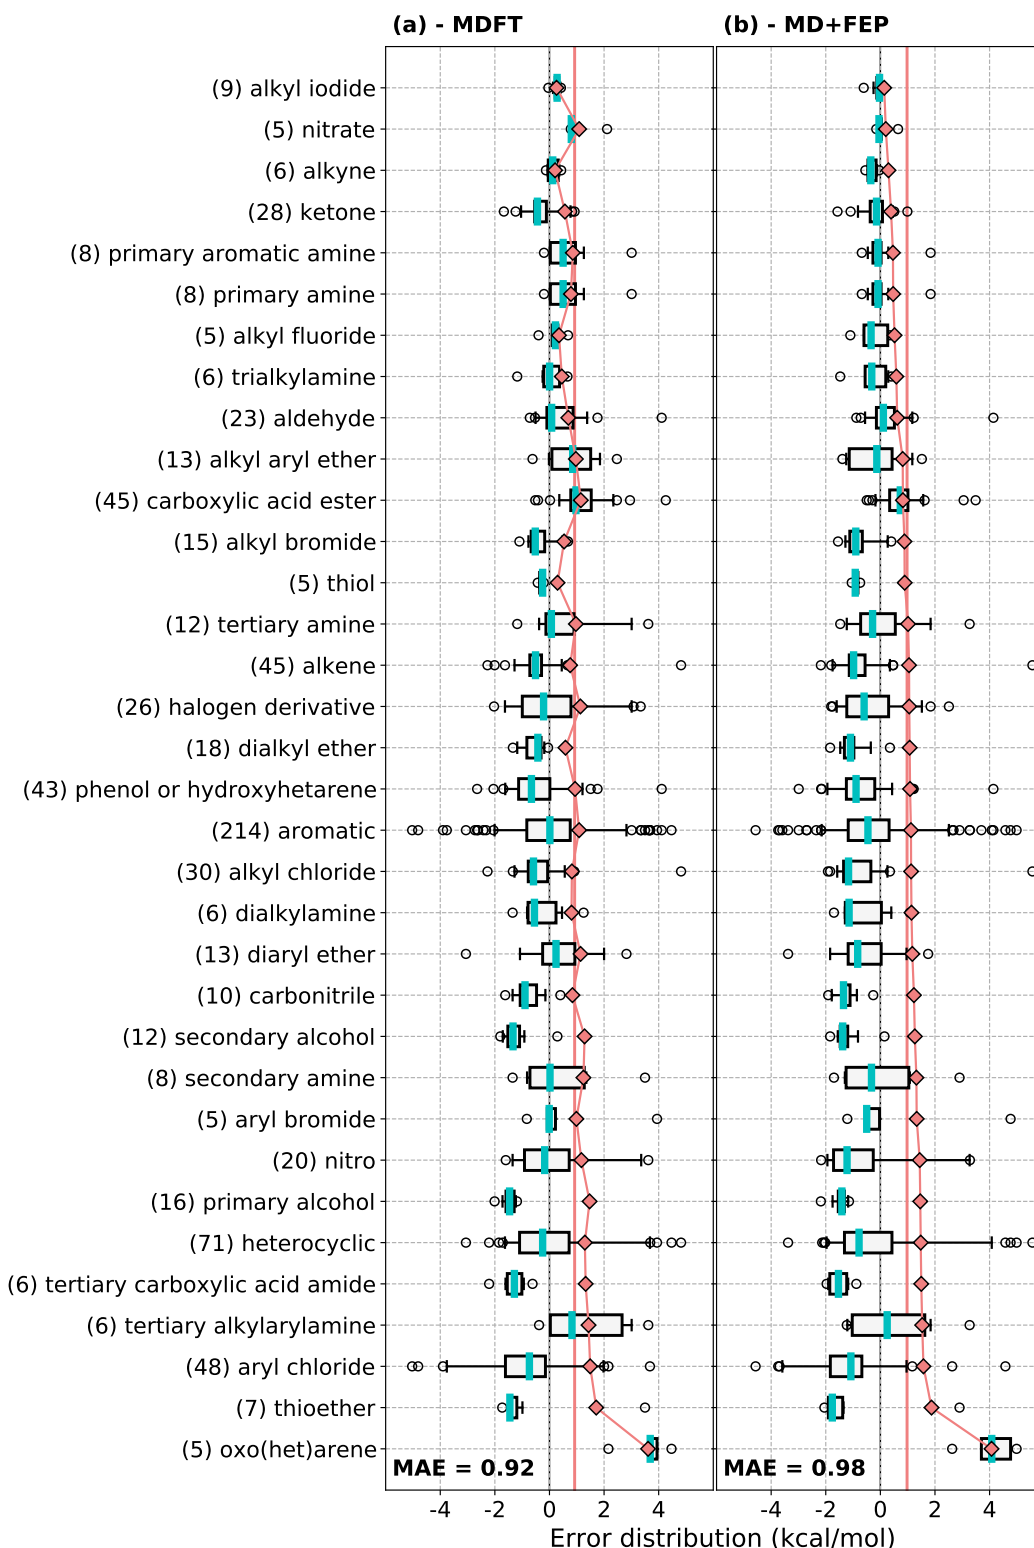 (a) - MDFT
(b) - MD+FEP
(9) alkyl iodide
(5) nitrate
(6) alkyne
(28) ketone
(8) primary aromatic amine
(8) primary amine
(5) alkyl fluoride
(6) trialkylamine
(23) aldehyde
(13) alkyl aryl ether
(45) carboxylic acid ester
(15) alkyl bromide
(5) thiol
(12) tertiary amine
(45) alkene
(26) halogen derivative
(18) dialkyl ether
(43) phenol or hydroxyhetarene
(214) aromatic
(30) alkyl chloride
(6) dialkylamine
(13) diaryl ether
(10) carbonitrile
(12) secondary alcohol
(8) secondary amine
(5) aryl bromide
(20) nitro
(16) primary alcohol
(71) heterocyclic
(6) tertiary carboxylic acid amide
(6) tertiary alkylarylamine
(48) aryl chloride
(7) thioether
(5) oxo(het)arene
MAE = 0.92
MAE = 0.98
-4 -2 0 2 4
-4 -2 0 2 4
Error distribution (kcal/mol)